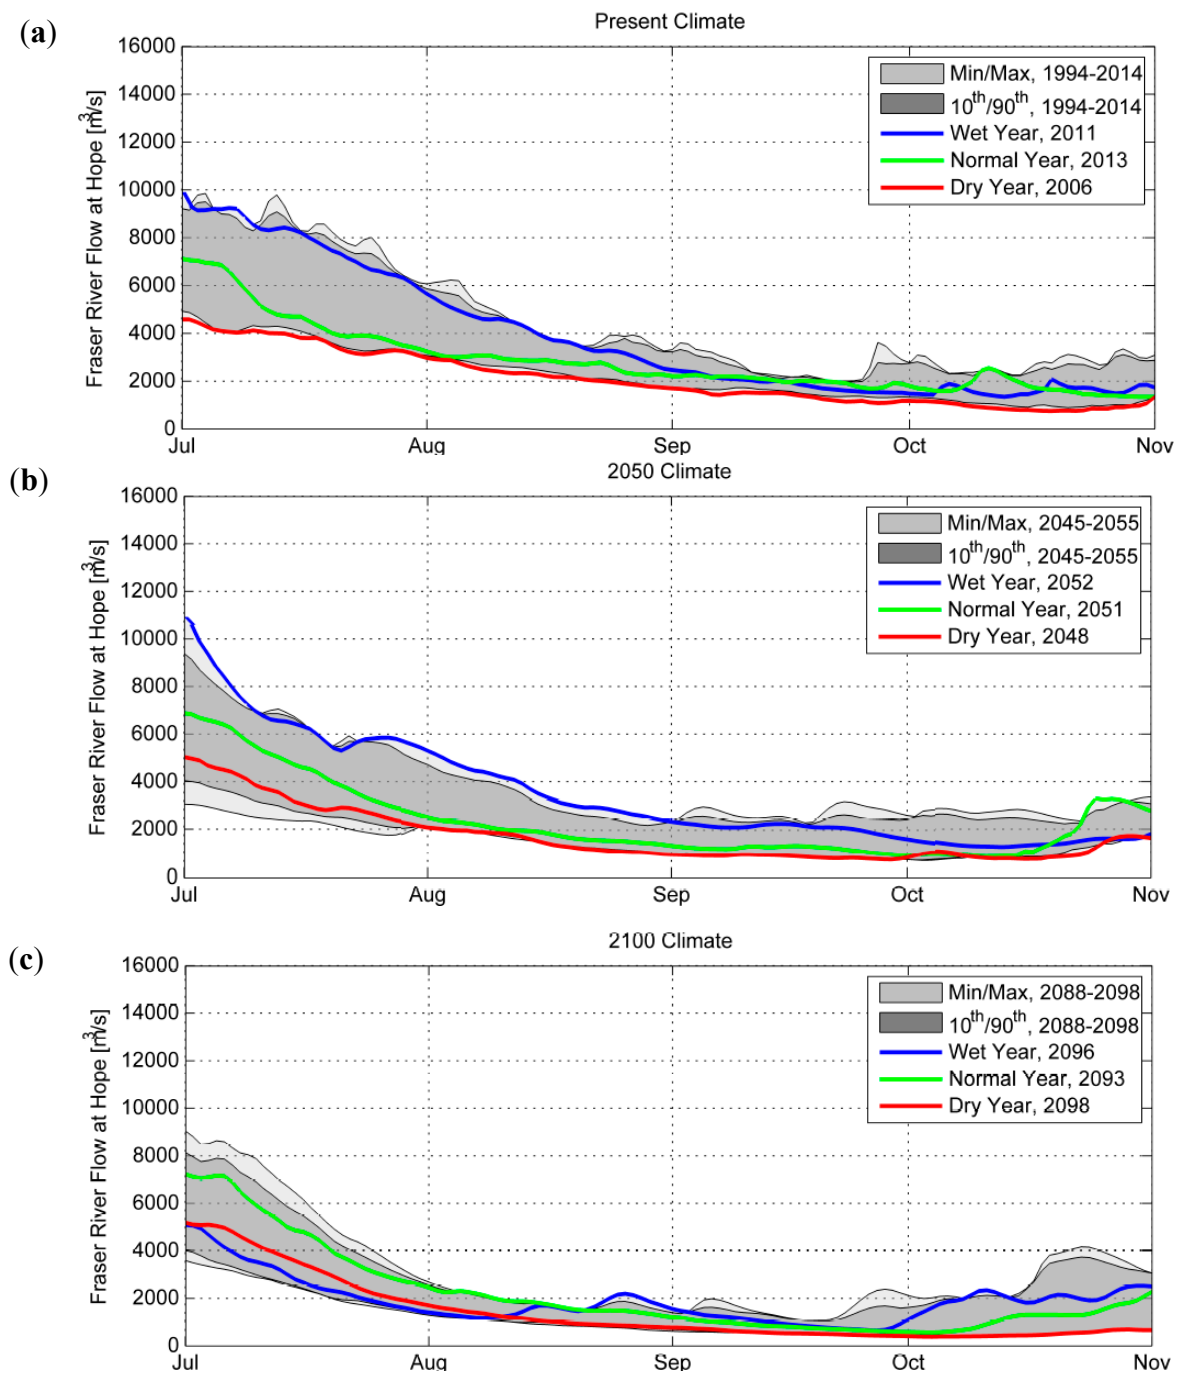 (a)
Present Climate
Fraser River Flow at Hope [m³/s]
16000
14000
12000
10000
8000
6000
4000
2000
0
Min/Max, 1994-2014
10th/90th, 1994-2014
Wet Year, 2011
Normal Year, 2013
Dry Year, 2006
Jul Aug Sep Oct Nov
(b)
2050 Climate
Fraser River Flow at Hope [m³/s]
16000
14000
12000
10000
8000
6000
4000
2000
0
Min/Max, 2045-2055
10th/90th, 2045-2055
Wet Year, 2052
Normal Year, 2051
Dry Year, 2048
Jul Aug Sep Oct Nov
(c)
2100 Climate
Fraser River Flow at Hope [m³/s]
16000
14000
12000
10000
8000
6000
4000
2000
0
Min/Max, 2088-2098
10th/90th, 2088-2098
Wet Year, 2096
Normal Year, 2093
Dry Year, 2098
Jul Aug Sep Oct Nov